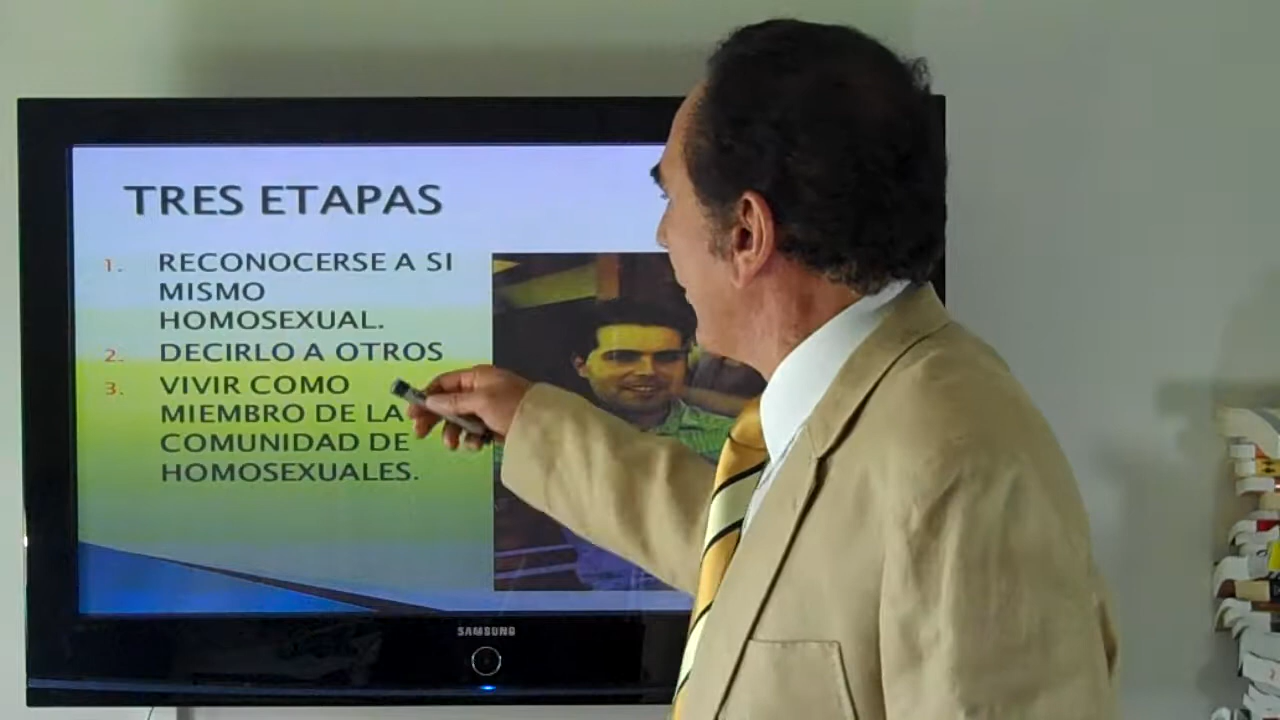 TRES ETAPAS
1. RECONOCERSE A SI
MISMO
HOMOSEXUAL.
2. DECIRLO A OTROS
3. VIVIR COMO
MIEMBRO DE LA
COMUNIDAD DE
HOMOSEXUALES.
SAMSUNG